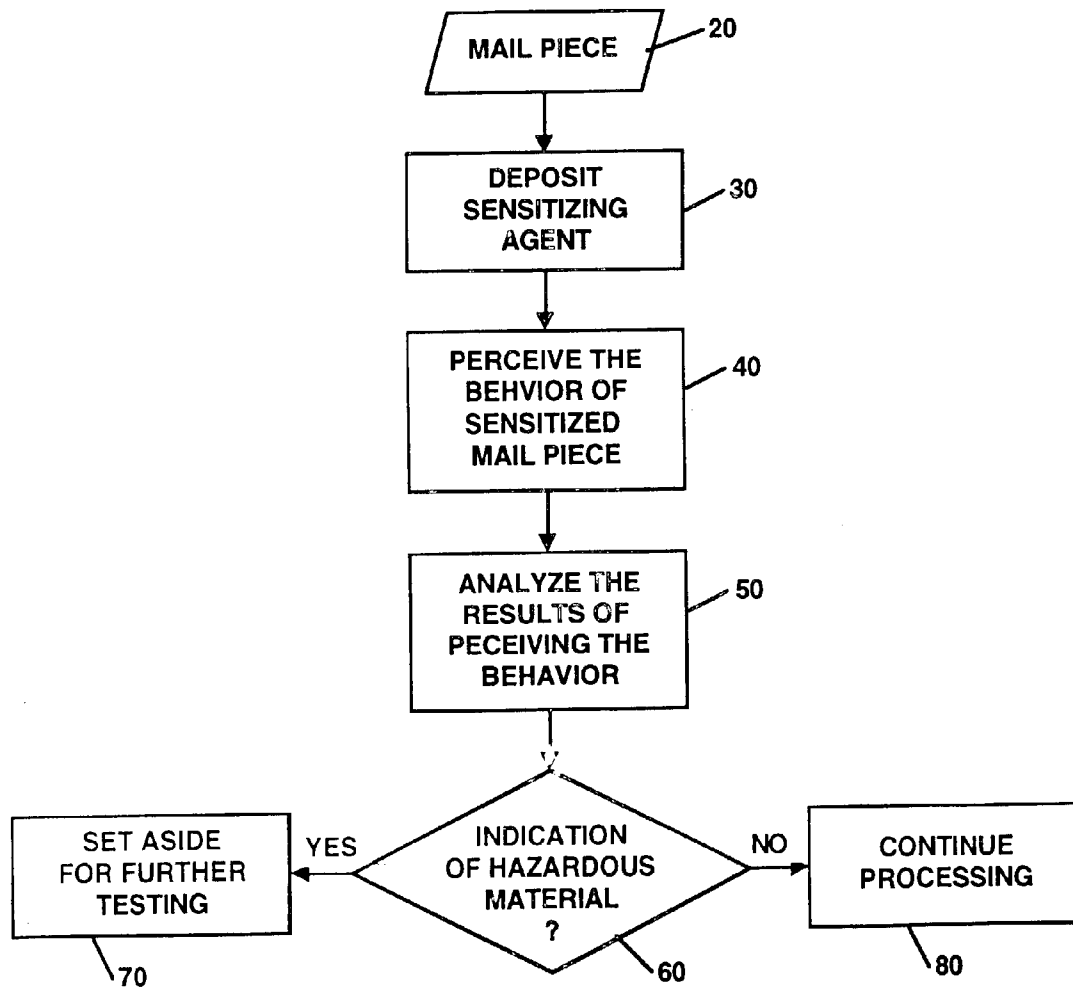 MAIL PIECE
20
DEPOSIT
SENSITIZING
AGENT
30
PERCEIVE THE
BEHVIOR OF
SENSITIZED
MAIL PIECE
40
ANALYZE THE
RESULTS OF
PECEIVING THE
BEHAVIOR
50
SET ASIDE
FOR FURTHER
TESTING
70
YES
INDICATION
OF HAZARDOUS
MATERIAL
?
60
NO
CONTINUE
PROCESSING
80